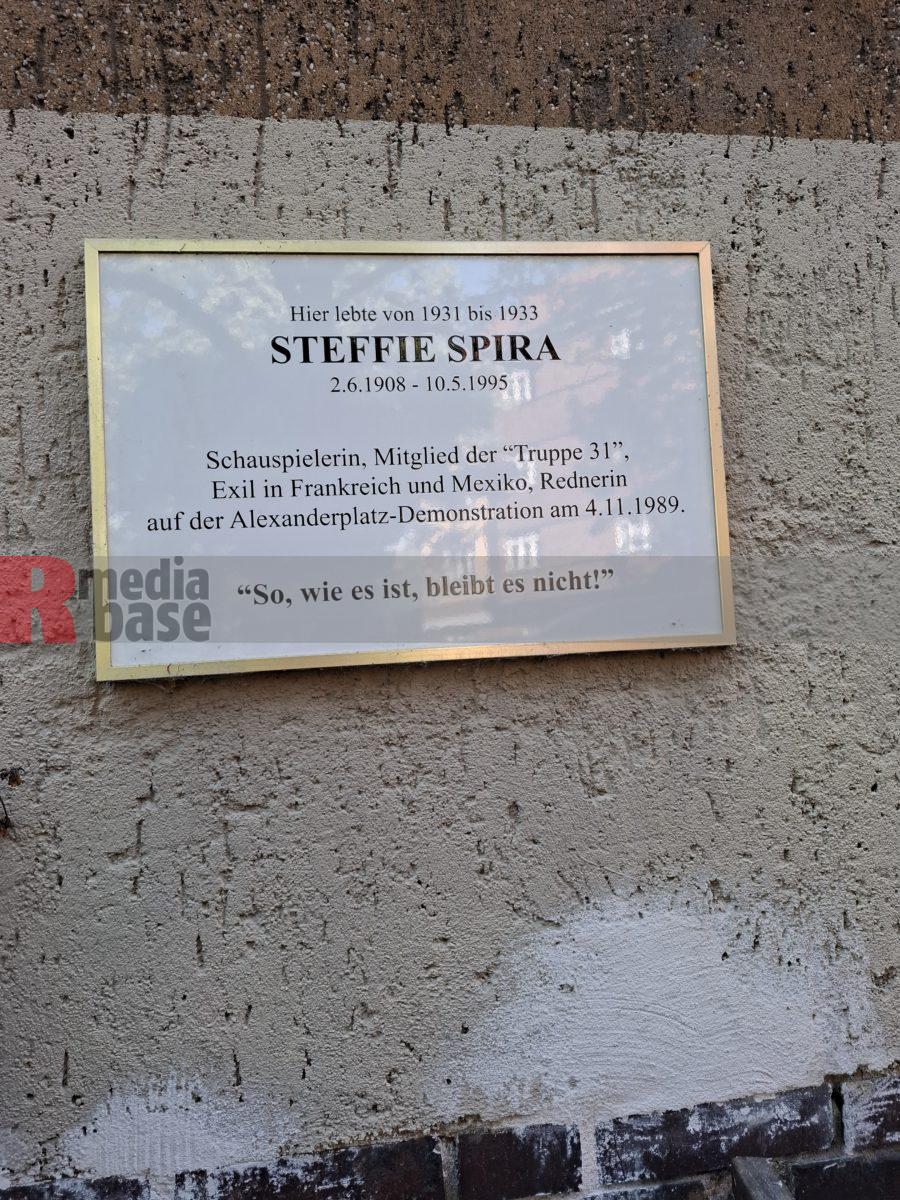 Hier lebte von 1931 bis 1933
STEFFIE SPIRA
2.6.1908 - 10.5.1995
Schauspielerin, Mitglied der “Truppe 31”,
Exil in Frankreich und Mexiko, Rednerin
auf der Alexanderplatz-Demonstration am 4.11.1989.
“So, wie es ist, bleibt es nicht!”
R media
base